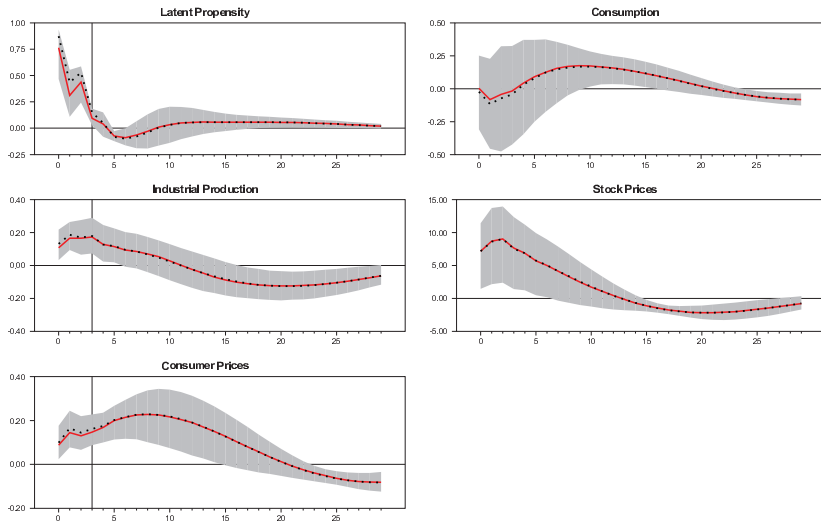 Latent Propensity
1.00
0.75
0.50
0.25
0.00
-0.25
0 5 10 15 20 25
Consumption
0.50
0.25
0.00
-0.25
-0.50
0 5 10 15 20 25
Industrial Production
0.40
0.20
0.00
-0.20
-0.40
0 5 10 15 20 25
Stock Prices
15.00
10.00
5.00
0.00
-5.00
0 5 10 15 20 25
Consumer Prices
0.40
0.20
0.00
-0.20
0 5 10 15 20 25